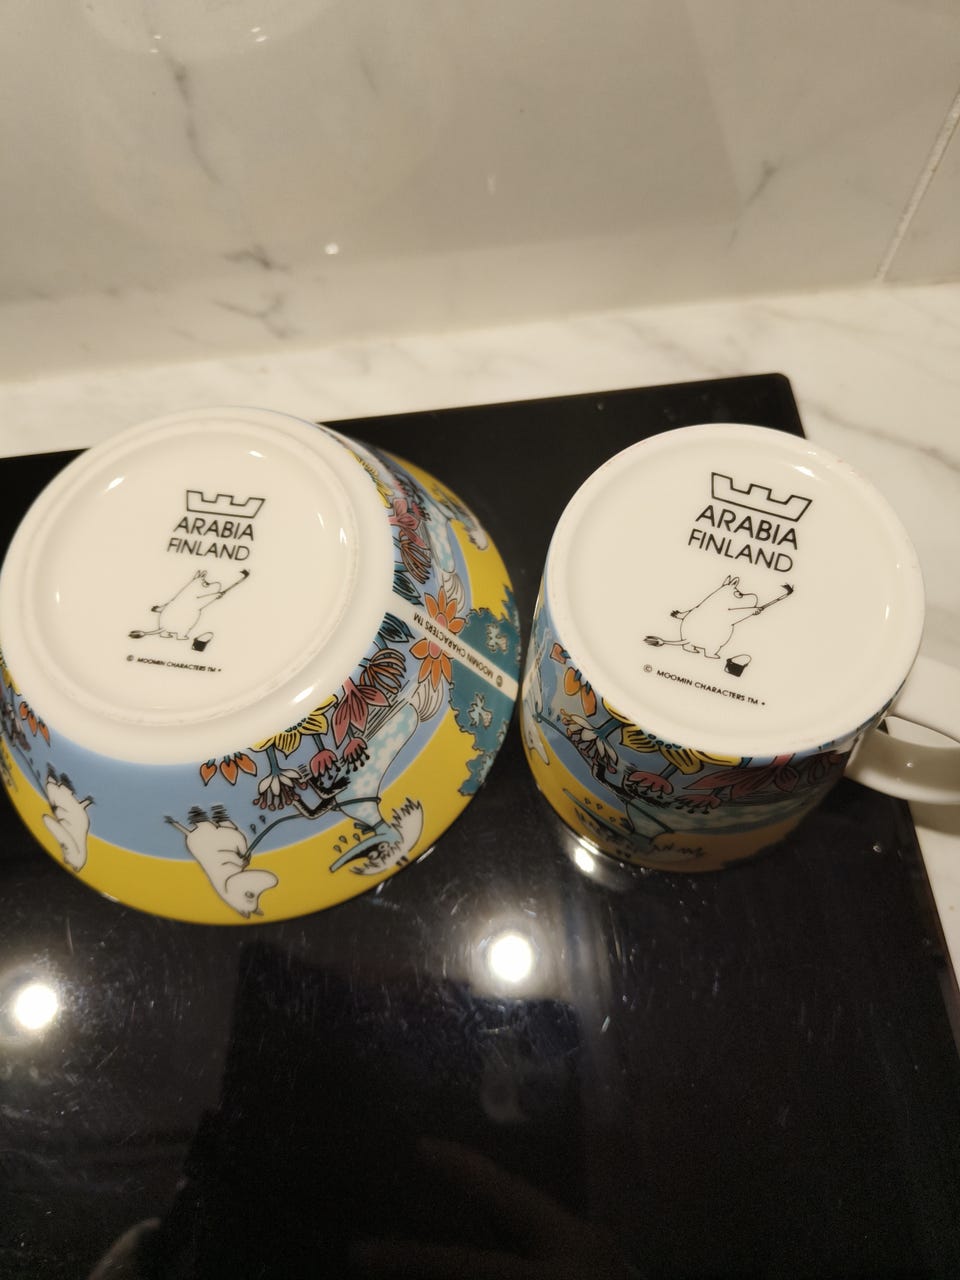 ARABIA
FINLAND
© MOOMIN CHARACTERS TM •
© MOOMIN CHARACTERS TM
ARABIA
FINLAND
© MOOMIN CHARACTERS TM •